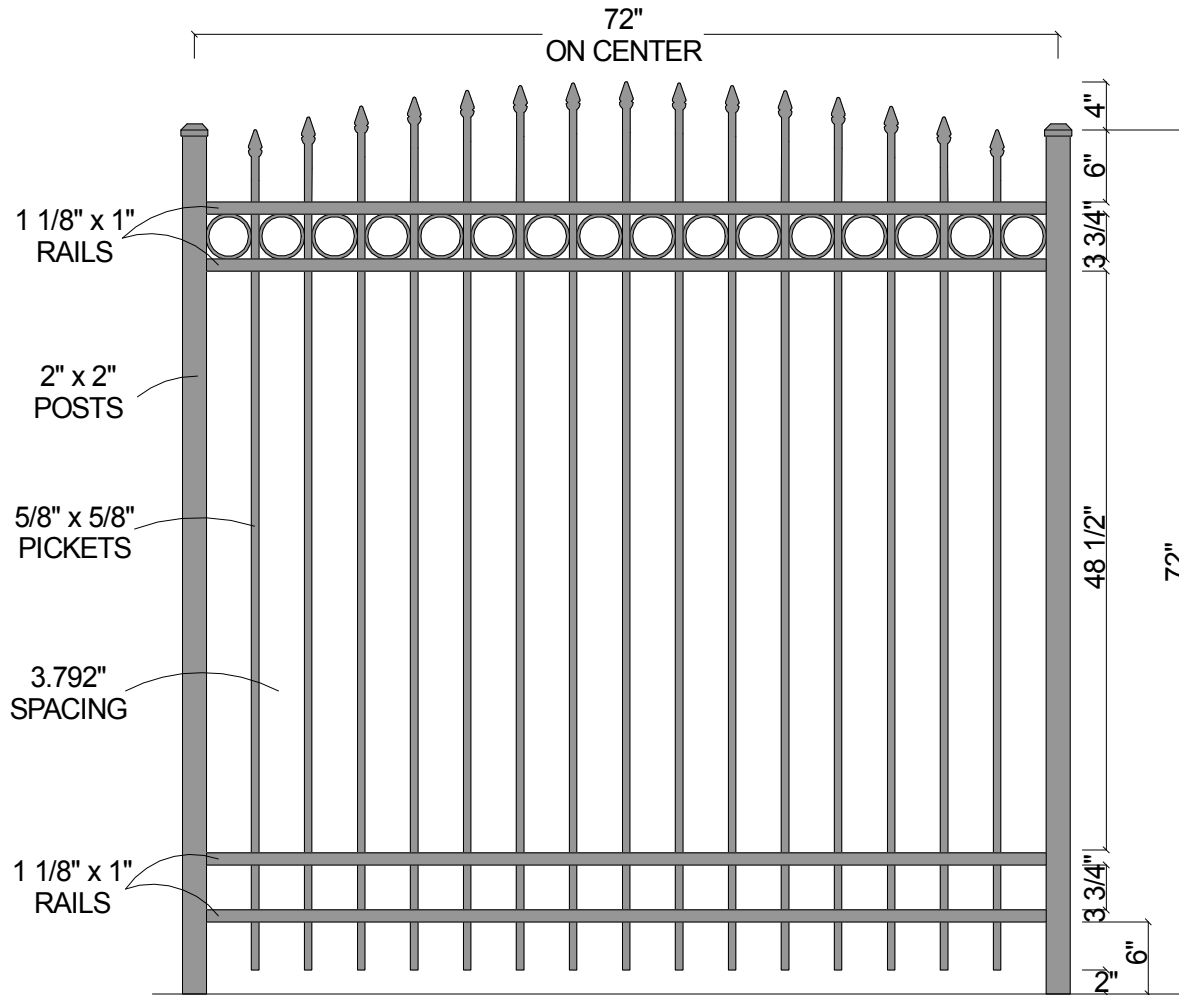 72"
ON CENTER
4"
6"
1 1/8" x 1"
RAILS
3 3/4"
2" x 2"
POSTS
5/8" x 5/8"
PICKETS
48 1/2"
72"
3.792"
SPACING
1 1/8" x 1"
RAILS
3 3/4"
6"
2"